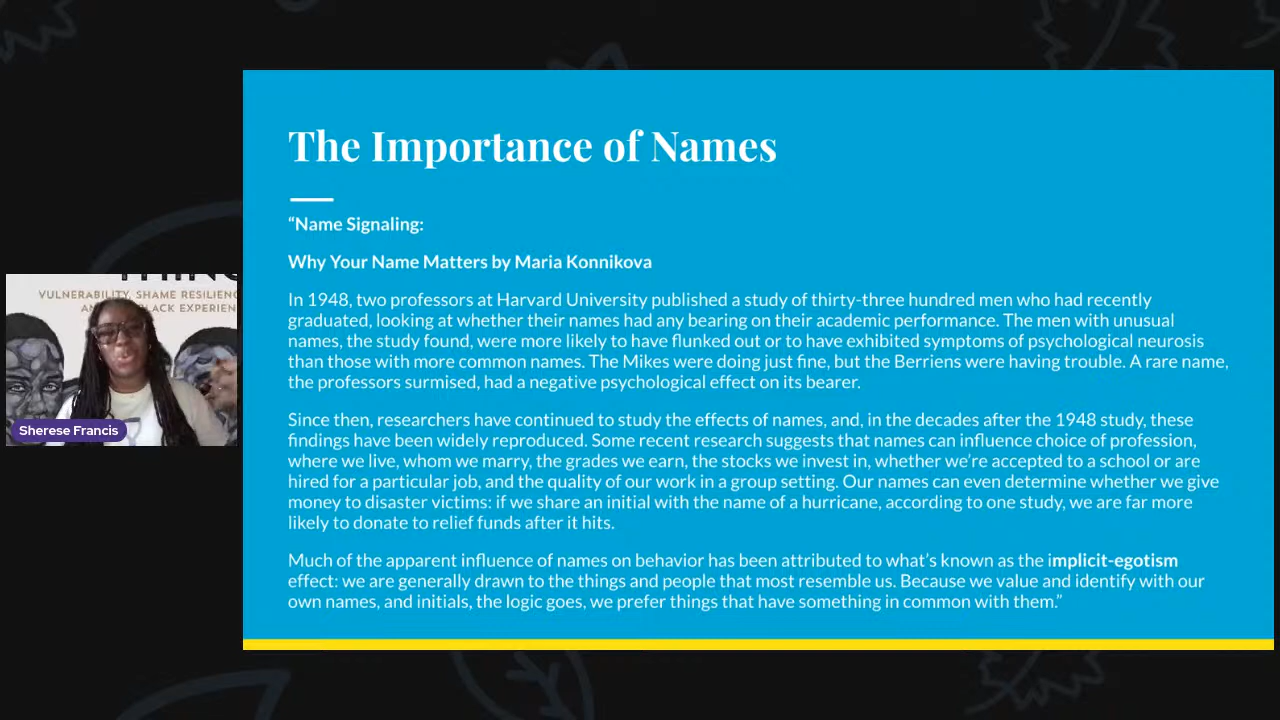 The Importance of Names
“Name Signaling:
Why Your Name Matters by Maria Konnikova
In 1948, two professors at Harvard University published a study of thirty-three hundred men who had recently
graduated, looking at whether their names had any bearing on their academic performance. The men with unusual
names, the study found, were more likely to have flunked out or to have exhibited symptoms of psychological neurosis
than those with more common names. The Mikes were doing just fine, but the Berriens were having trouble. A rare name,
the professors surmised, had a negative psychological effect on its bearer.
Since then, researchers have continued to study the effects of names, and, in the decades after the 1948 study, these
findings have been widely reproduced. Some recent research suggests that names can influence choice of profession,
where we live, whom we marry, the grades we earn, the stocks we invest in, whether we’re accepted to a school or are
hired for a particular job, and the quality of our work in a group setting. Our names can even determine whether we give
money to disaster victims: if we share an initial with the name of a hurricane, according to one study, we are far more
likely to donate to relief funds after it hits.
Much of the apparent influence of names on behavior has been attributed to what’s known as the implicit-egotism
effect: we are generally drawn to the things and people that most resemble us. Because we value and identify with our
own names, and initials, the logic goes, we prefer things that have something in common with them.”
VULNERABILITY, SHAME RESILIENC
ACK EXPERIEN
Sherese Francis